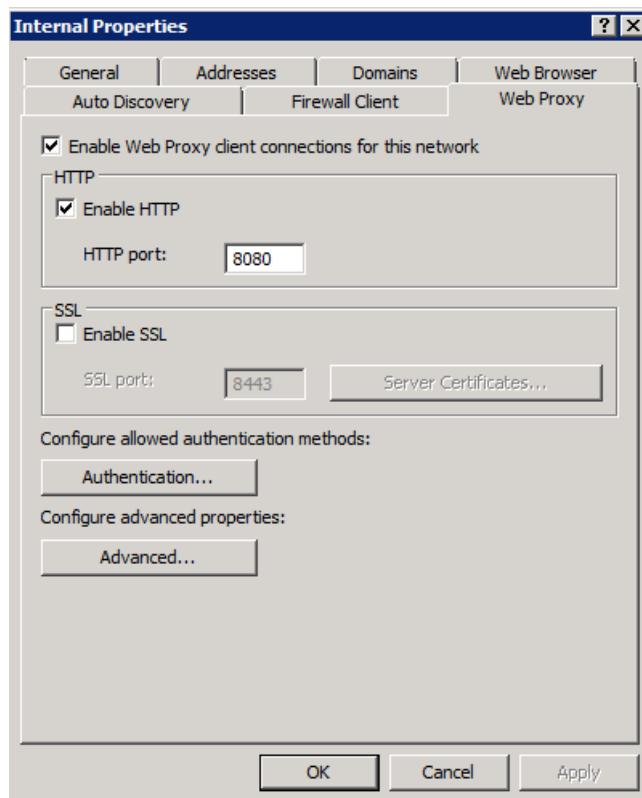 Internal Properties ? X
General Addresses Domains Web Browser
Auto Discovery Firewall Client Web Proxy
Enable Web Proxy client connections for this network
HTTP
Enable HTTP
HTTP port: 8080
SSL
Enable SSL
SSL port: 8443 Server Certificates...
Configure allowed authentication methods:
Authentication...
Configure advanced properties:
Advanced...
OK Cancel Apply